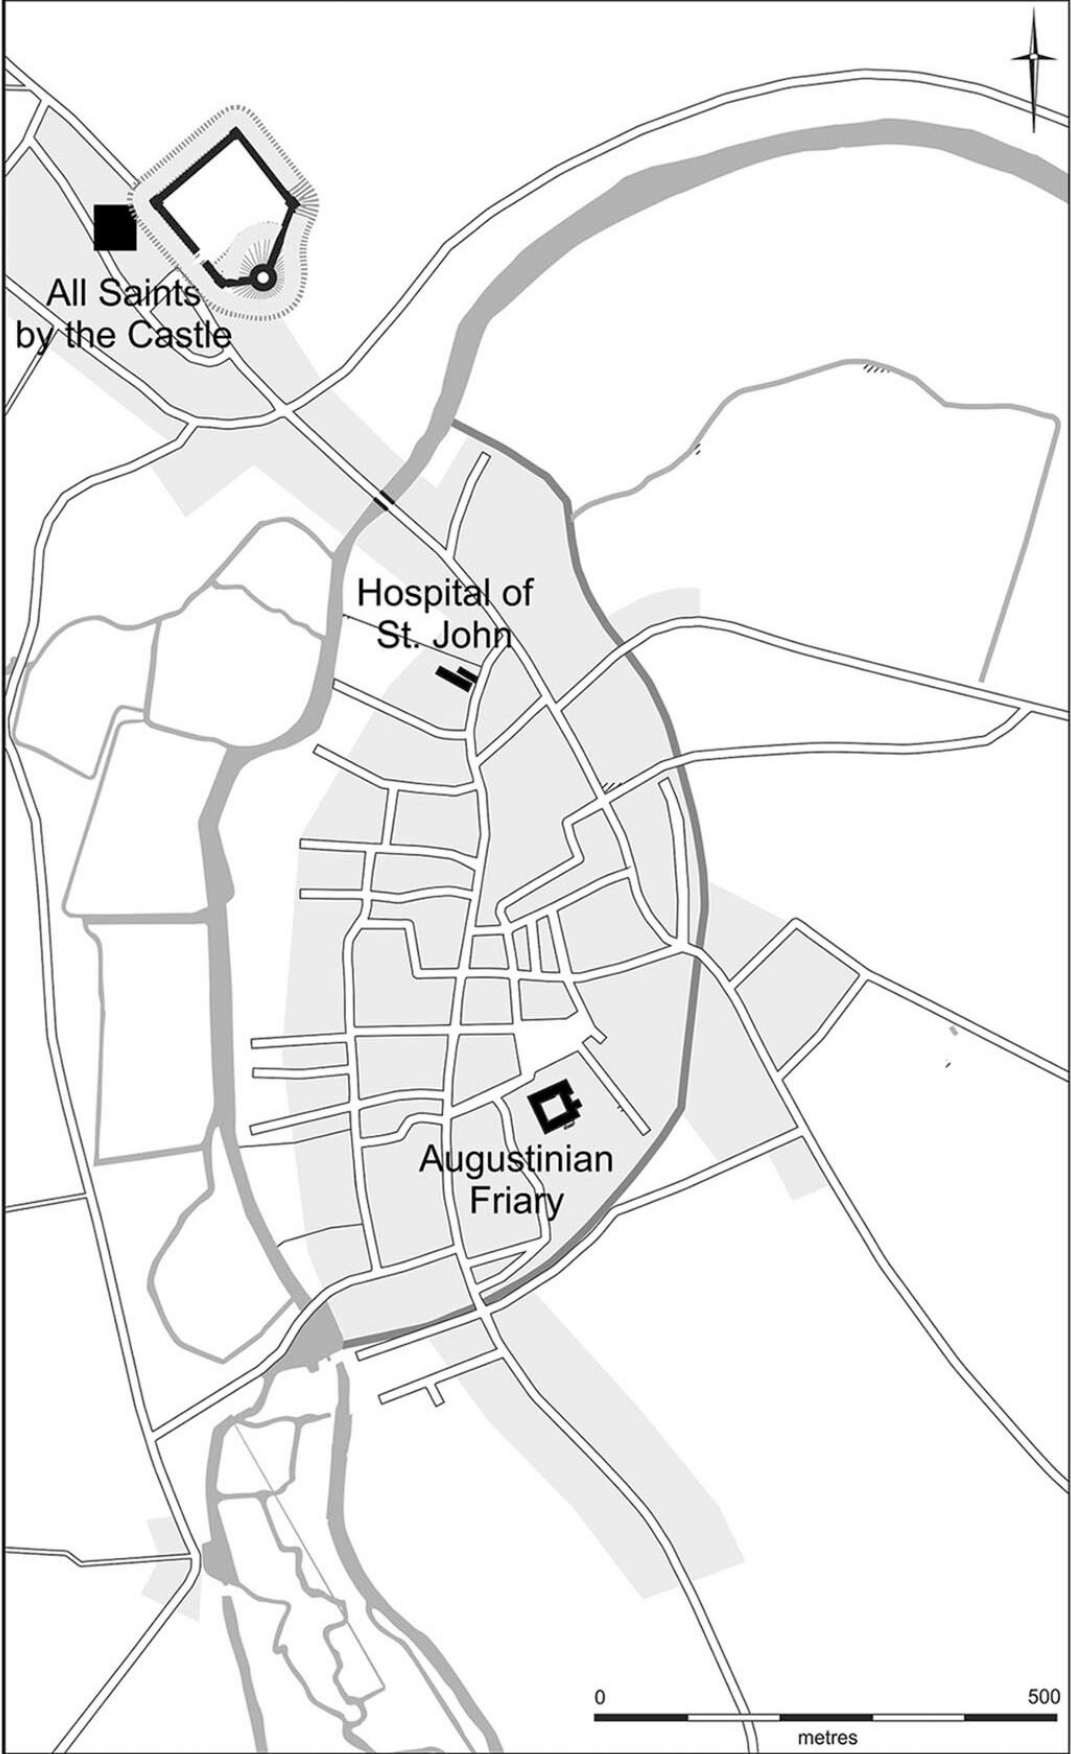 All Saints
by the Castle
Hospital of
St. John
Augustinian
Friary
0 500
metres